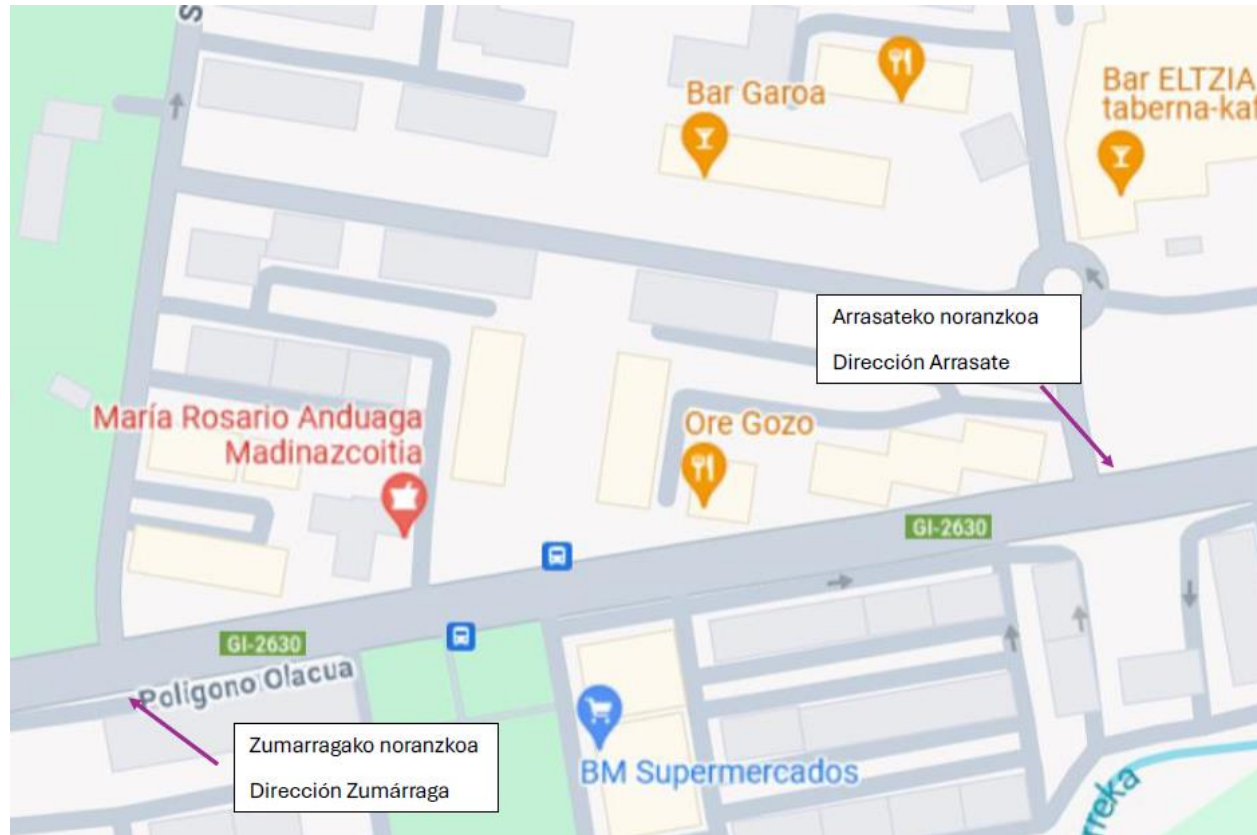 S
Bar Garoa
Bar ELTZIA
taberna-kaf
Arrasateko noranzkoa
Dirección Arrasate
María Rosario Anduaga
Madinazcoitia
Ore Gozo
GI-2630
GI-2630
Poligono Olacua
Zumarragako noranzkoa
Dirección Zumárraga
BM Supermercados
rreka